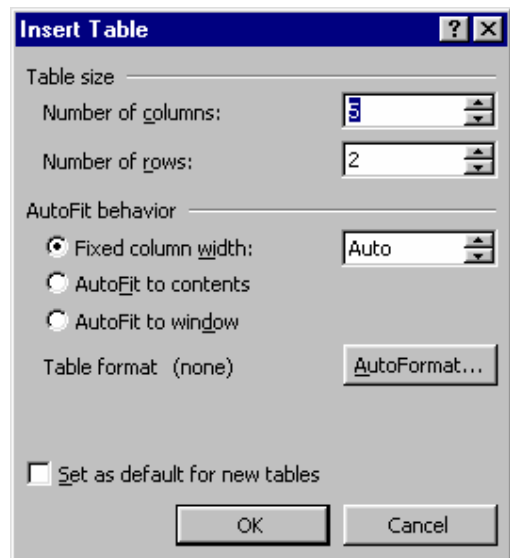 Insert Table ? X
Table size
Number of columns: 5
Number of rows: 2
AutoFit behavior
Fixed column width: Auto
AutoFit to contents
AutoFit to window
Table format (none) AutoFormat...
Set as default for new tables
OK Cancel